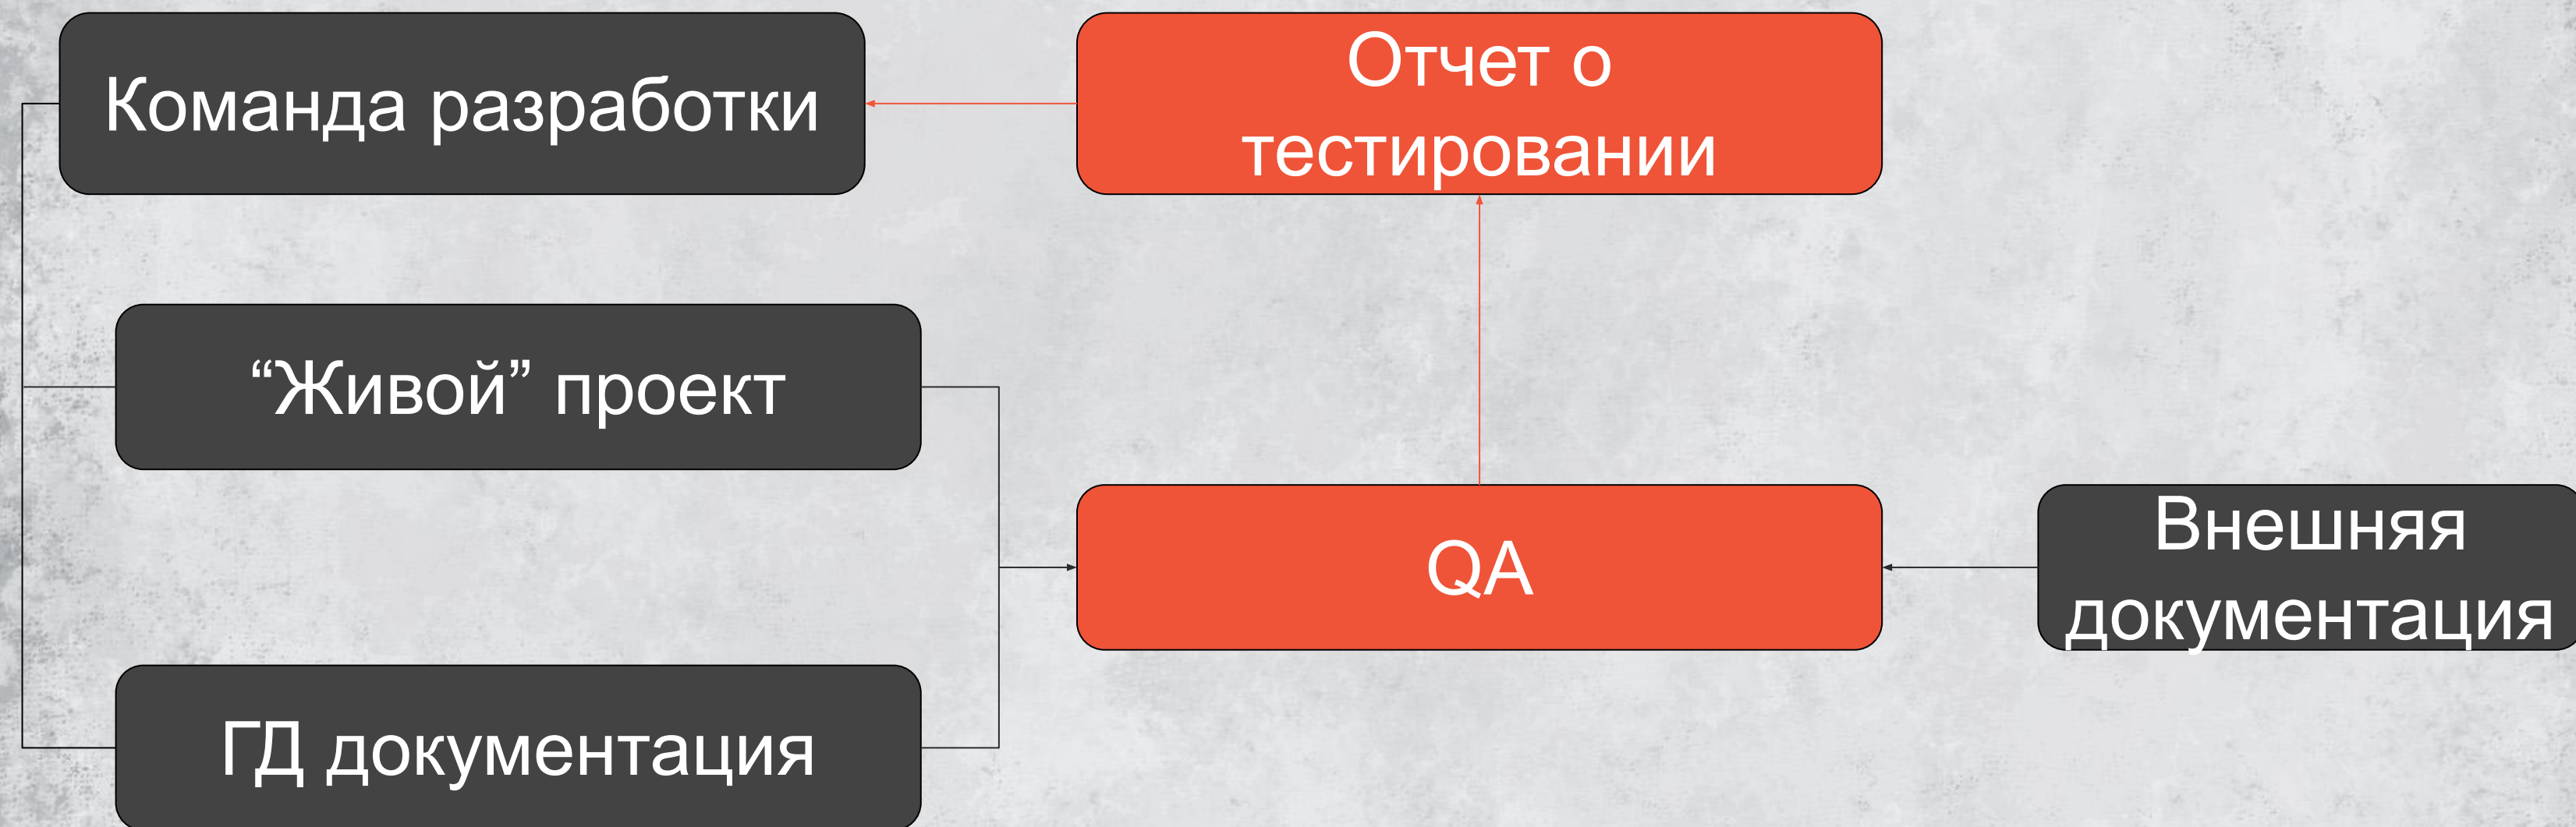 Команда разработки
Отчет о
тестировании
“Живой” проект
QA
Внешняя
документация
ГД документация